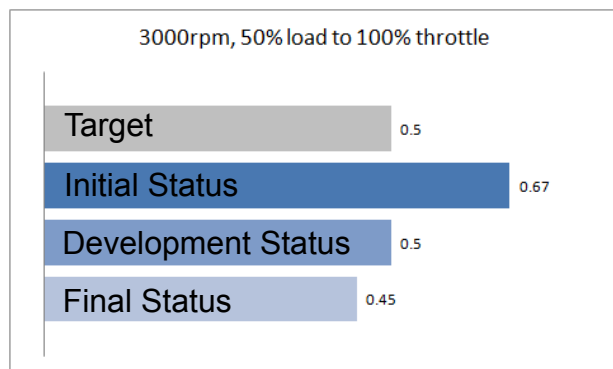 3000rpm, 50% load to 100% throttle
Target
0.5
Initial Status
0.67
Development Status
0.5
Final Status
0.45